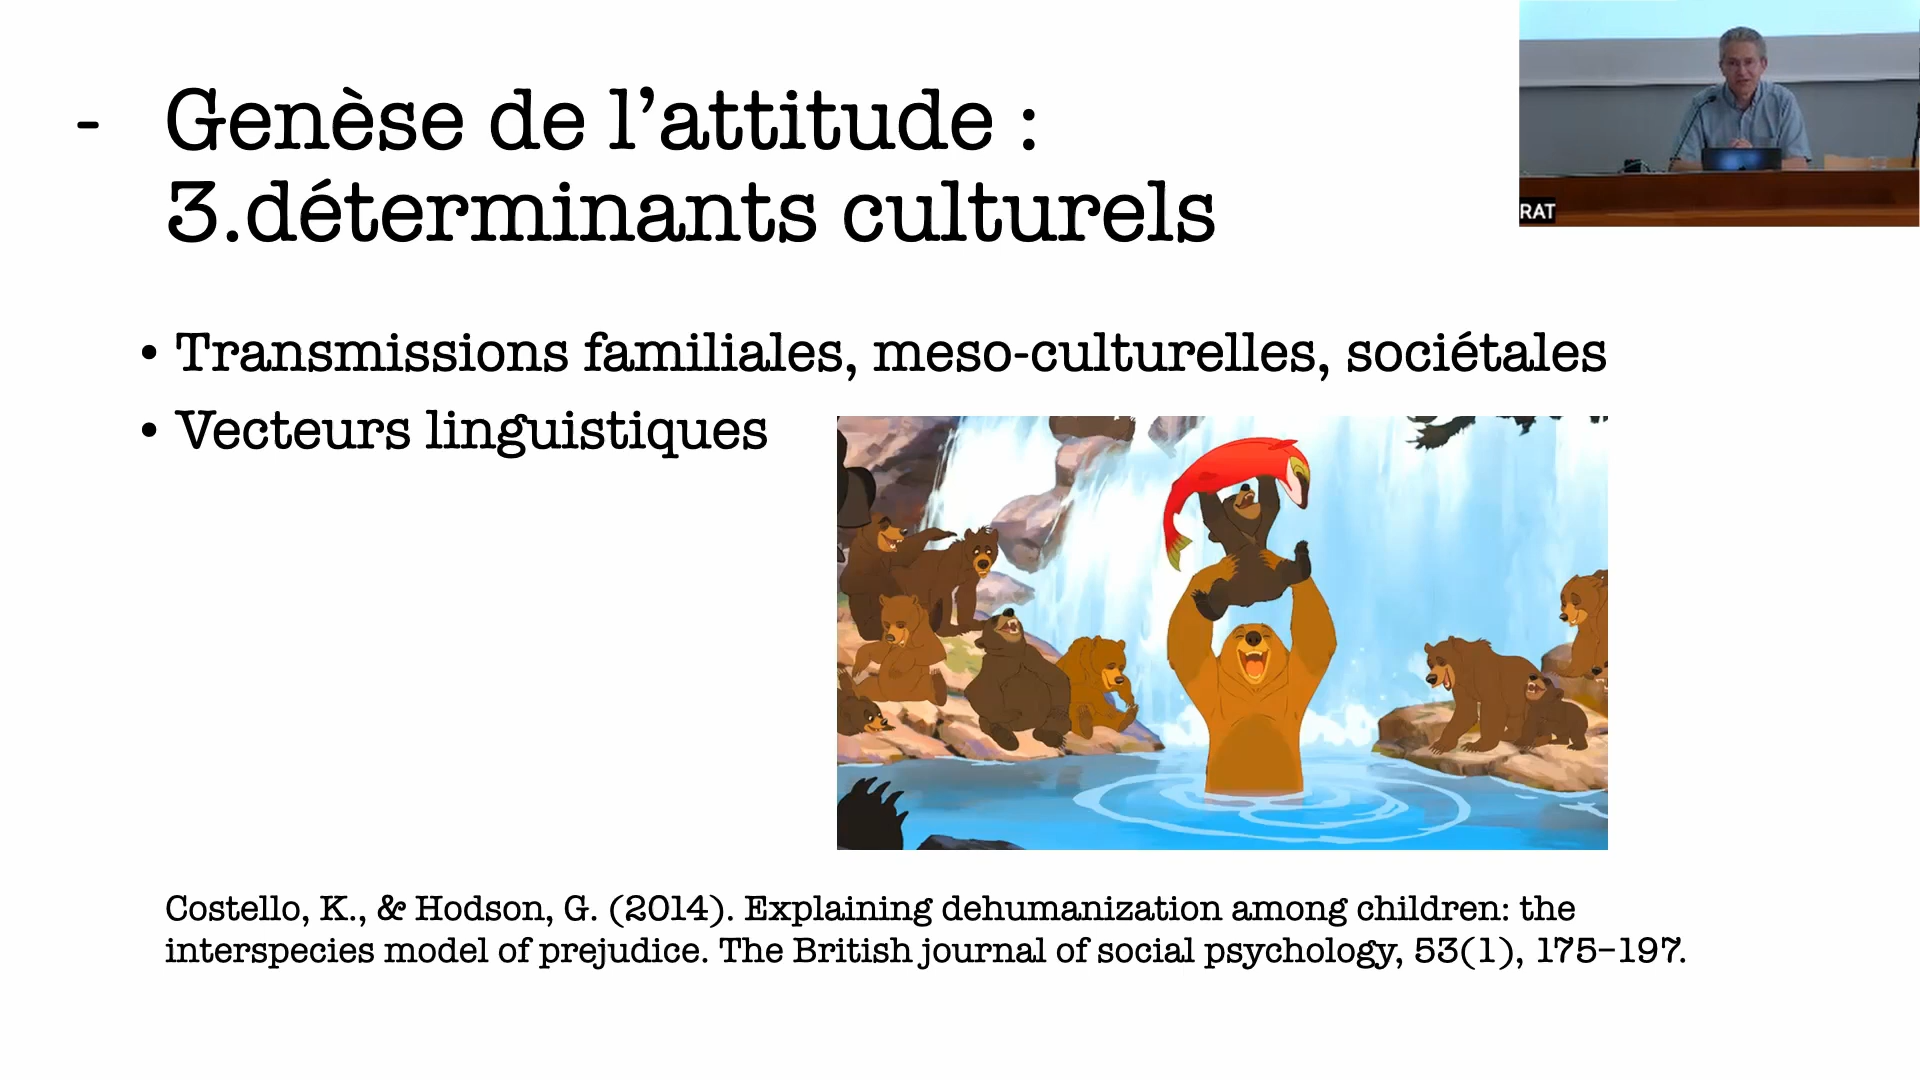 - Genèse de l’attitude :
3.déterminants culturels
RAT
• Transmissions familiales, meso-culturelles, sociétales
• Vecteurs linguistiques
Costello, K., & Hodson, G. (2014). Explaining dehumanization among children: the
interspecies model of prejudice. The British journal of social psychology, 53(1), 175–197.